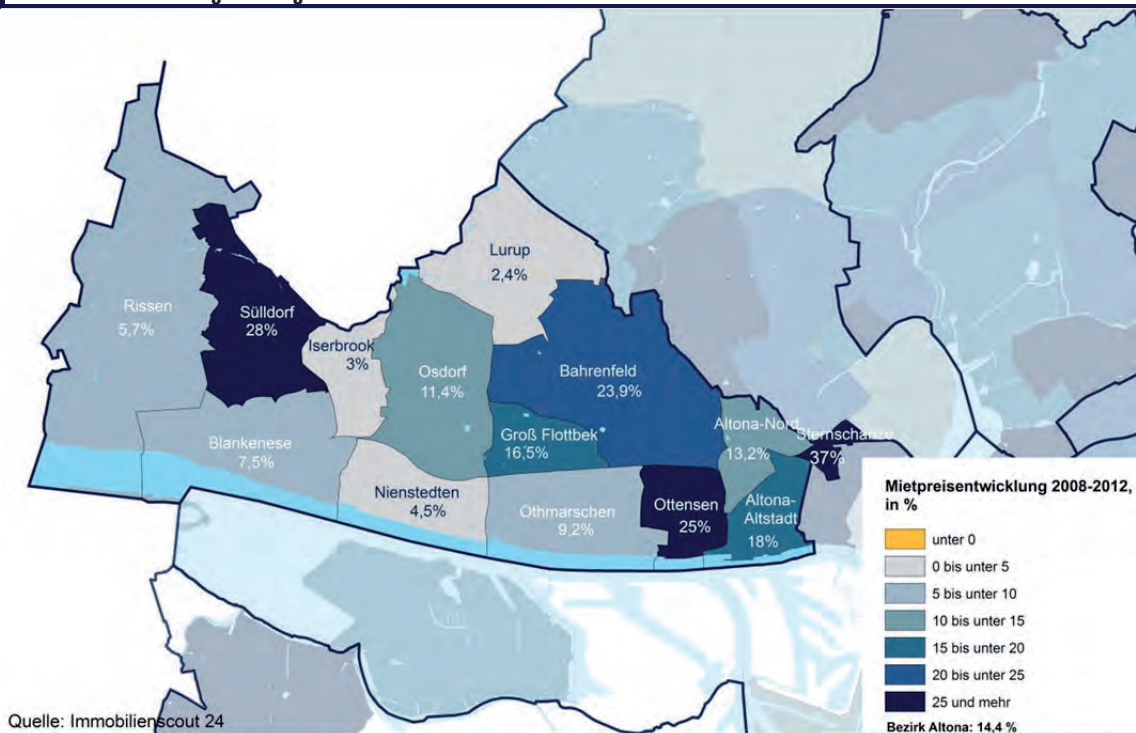 Lurup
2,4%
Rissen
5,7%
Sülldorf
28%
Iserbrook
3%
Osdorf
11,4%
Bahrenfeld
23,9%
Blankenese
7,5%
Groß Flottbek
16,5%
Altona-Nord
13,2%
Sternschanze
37%
Nienstedten
4,5%
Othmarschen
9,2%
Ottensen
25%
Altona-
Altstadt
18%
Mietpreisentwicklung 2008-2012,
in %
unter 0
0 bis unter 5
5 bis unter 10
10 bis unter 15
15 bis unter 20
20 bis unter 25
25 und mehr
Bezirk Altona: 14,4 %
Quelle: Immobilienscout 24